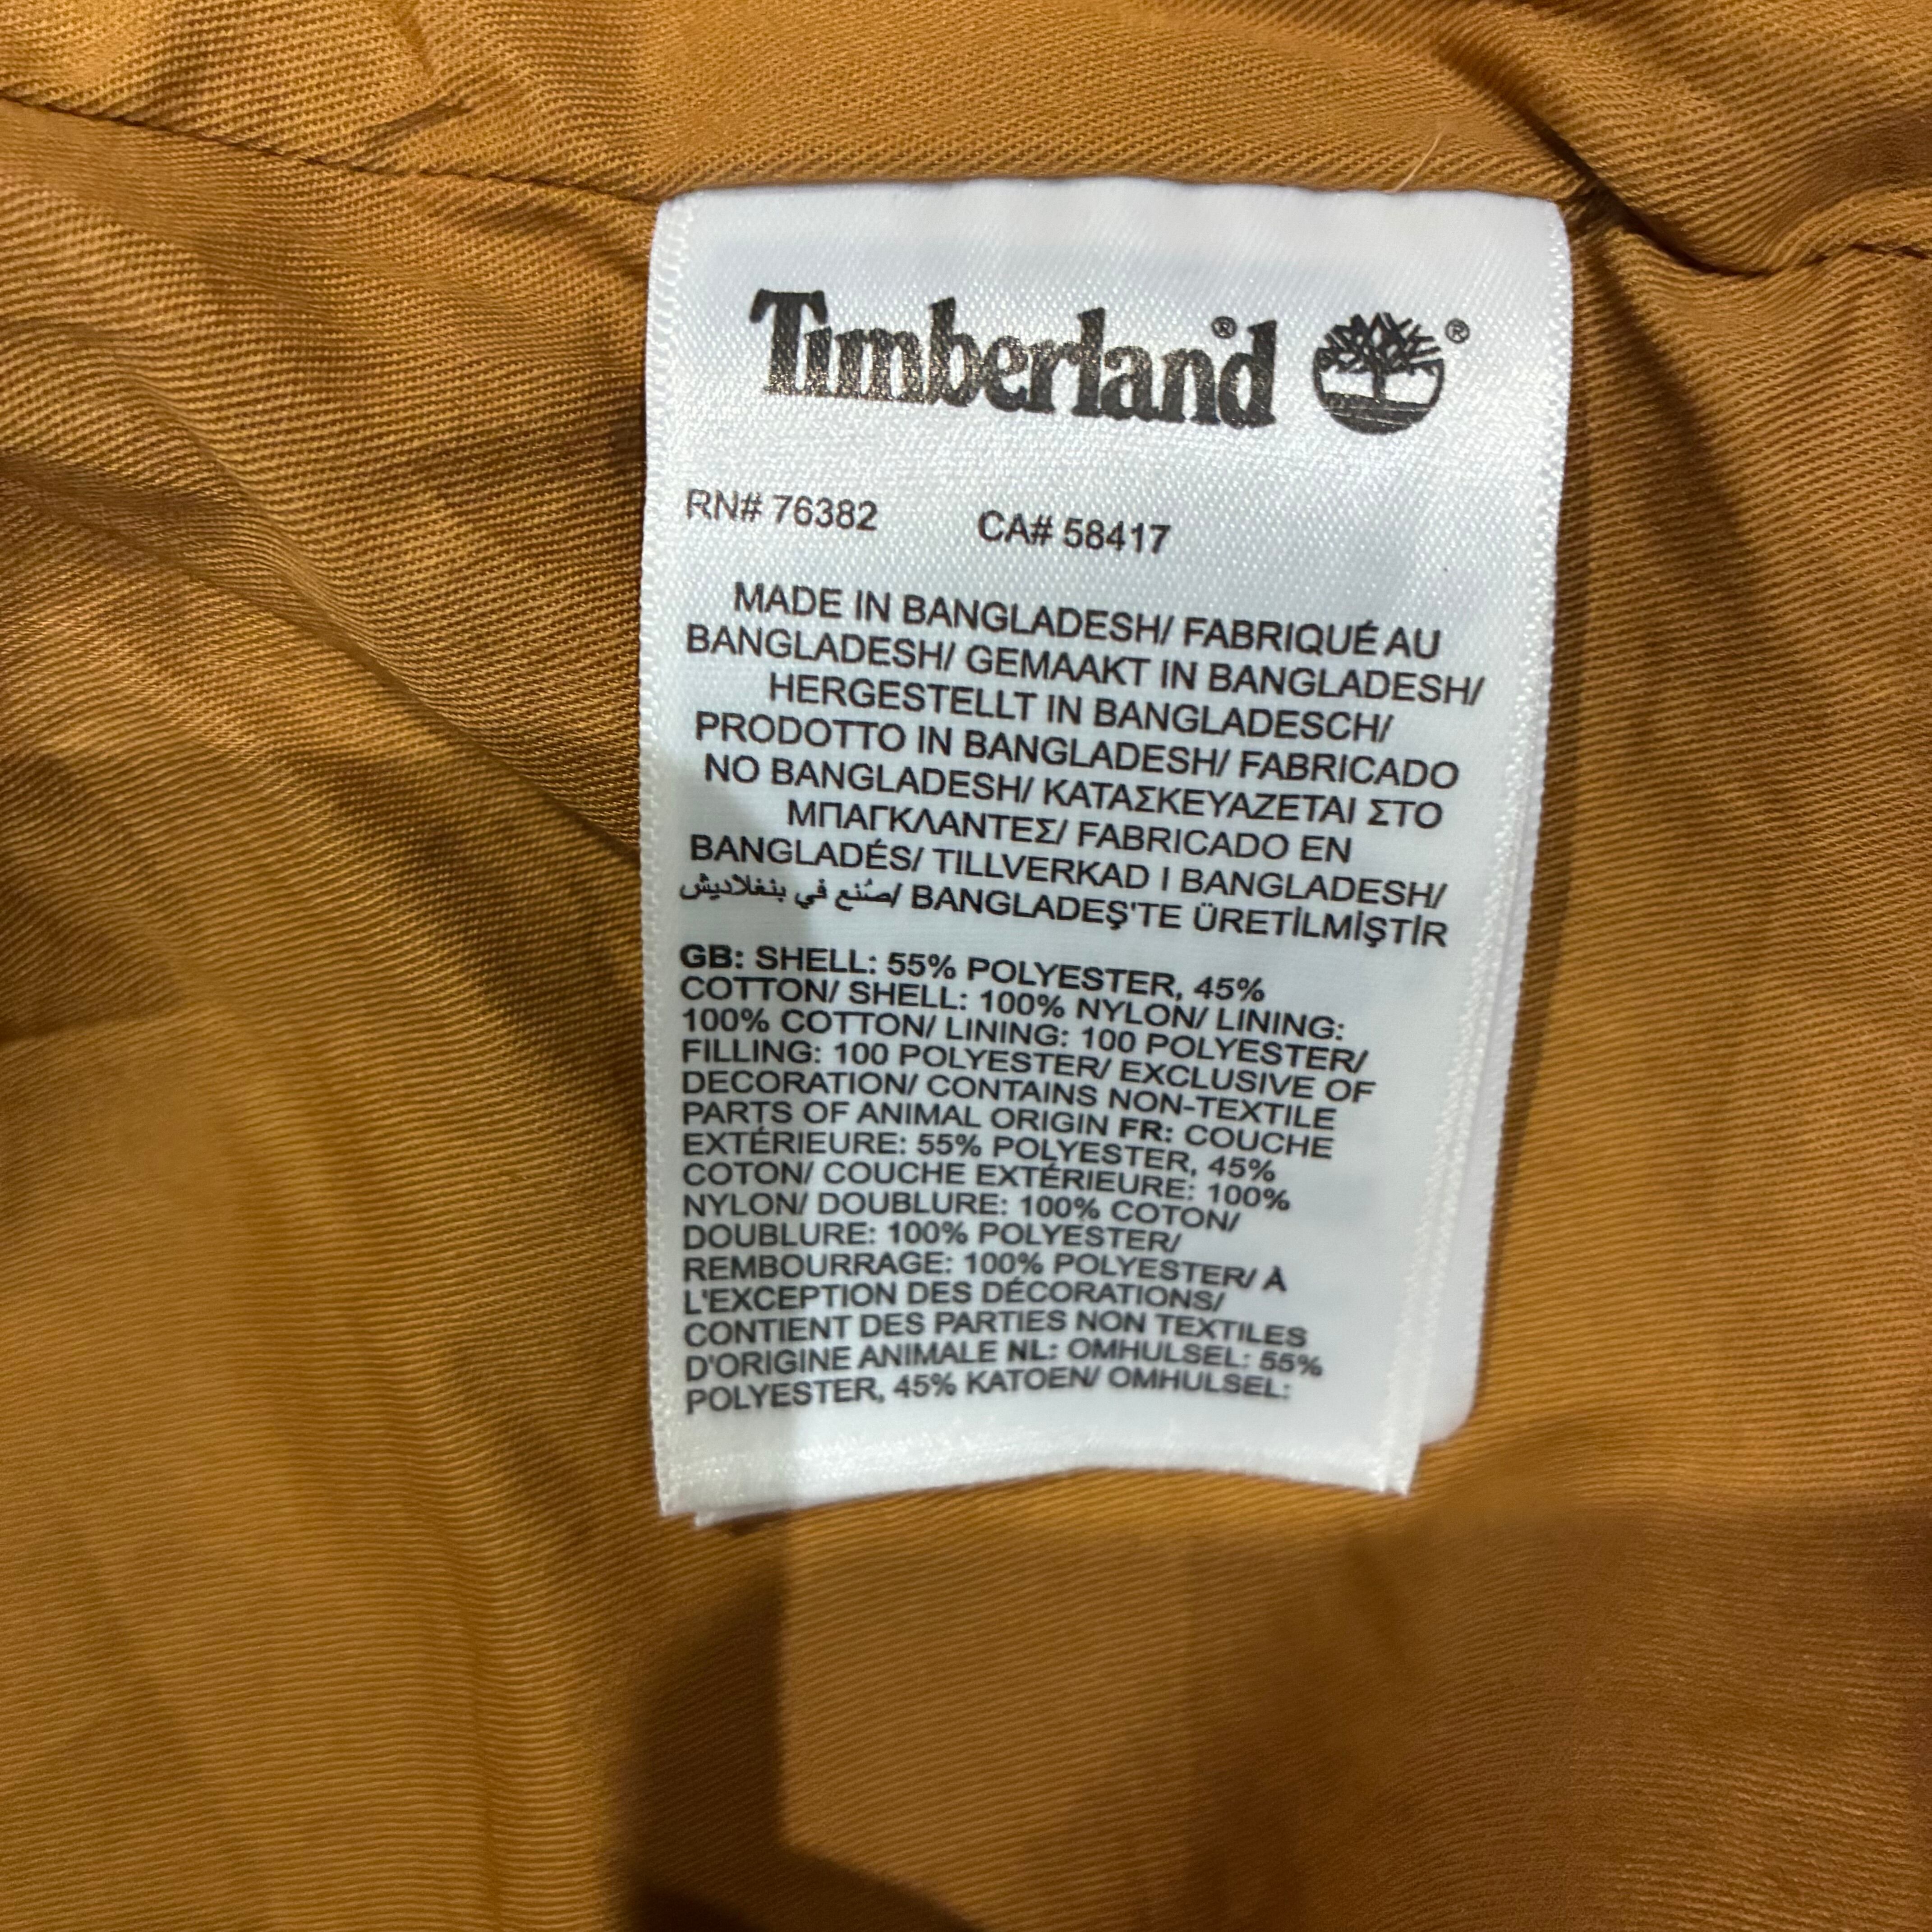 Timberland® ®
RN# 76382 CA# 58417
MADE IN BANGLADESH/ FABRIQUÉ AU
BANGLADESH/ GEMAAKT IN BANGLADESH/
HERGESTELLT IN BANGLADESCH/
PRODOTTO IN BANGLADESH/ FABRICADO
NO BANGLADESH/ ΚΑΤΑΣΚΕΥΑΖΕΤΑΙ ΣΤΟ
ΜΠΑΓΚΛΑΝΤΕΣ/ FABRICADO EN
BANGLADÉS/ TILLVERKAD I BANGLADESH/
صُنع في بنغلاديش/ BANGLADEŞ'TE ÜRETİLMİŞTİR
GB: SHELL: 55% POLYESTER, 45%
COTTON/ SHELL: 100% NYLON/ LINING:
100% COTTON/ LINING: 100 POLYESTER/
FILLING: 100 POLYESTER/ EXCLUSIVE OF
DECORATION/ CONTAINS NON-TEXTILE
PARTS OF ANIMAL ORIGIN FR: COUCHE
EXTÉRIEURE: 55% POLYESTER, 45%
COTON/ COUCHE EXTÉRIEURE: 100%
NYLON/ DOUBLURE: 100% COTON/
DOUBLURE: 100% POLYESTER/
REMBOURRAGE: 100% POLYESTER/ À
L'EXCEPTION DES DÉCORATIONS/
CONTIENT DES PARTIES NON TEXTILES
D'ORIGINE ANIMALE NL: OMHULSEL: 55%
POLYESTER, 45% KATOEN/ OMHULSEL: